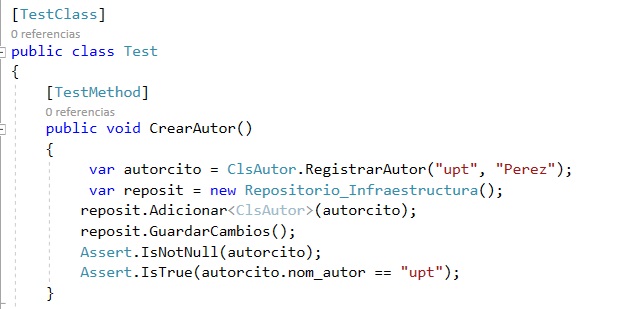 [TestClass]
0 referencias
public class Test
{
[TestMethod]
0 referencias
public void CrearAutor()
{
var autorcito = ClsAutor.RegistrarAutor("upt", "Perez");
var reposit = new Repositorio_Infraestructura();
reposit.Adicionar<ClsAutor>(autorcito);
reposit.GuardarCambios();
Assert.IsNotNull(autorcito);
Assert.IsTrue(autorcito.nom_autor == "upt");
}